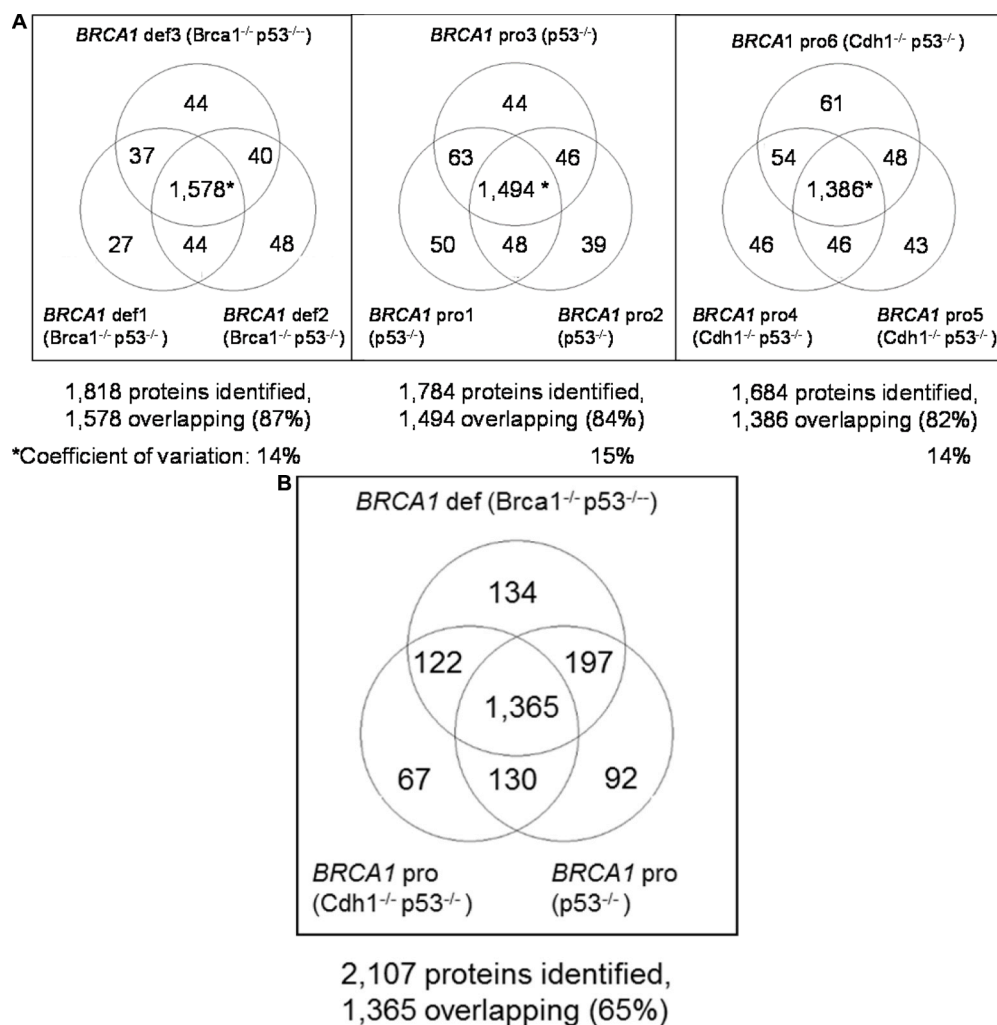 A
BRCA1 def3 (Brca1-/- p53-/--)
44
37
40
1,578*
27
44
48
BRCA1 def1
(Brca1-/- p53-/-)
BRCA1 def2
(Brca1-/- p53-/-)
1,818 proteins identified,
1,578 overlapping (87%)
BRCA1 pro3 (p53-/-)
44
63
46
1,494 *
50
48
39
BRCA1 pro1
(p53-/-)
BRCA1 pro2
(p53-/-)
1,784 proteins identified,
1,494 overlapping (84%)
BRCA1 pro6 (Cdh1-/- p53-/-)
61
54
48
1,386*
46
46
43
BRCA1 pro4
(Cdh1-/- p53-/-)
BRCA1 pro5
(Cdh1-/- p53-/-)
1,684 proteins identified,
1,386 overlapping (82%)
*Coefficient of variation: 14%
15%
14%
B
BRCA1 def (Brca1-/- p53-/--)
134
122
197
1,365
67
130
92
BRCA1 pro
(Cdh1-/- p53-/-)
BRCA1 pro
(p53-/-)
2,107 proteins identified,
1,365 overlapping (65%)